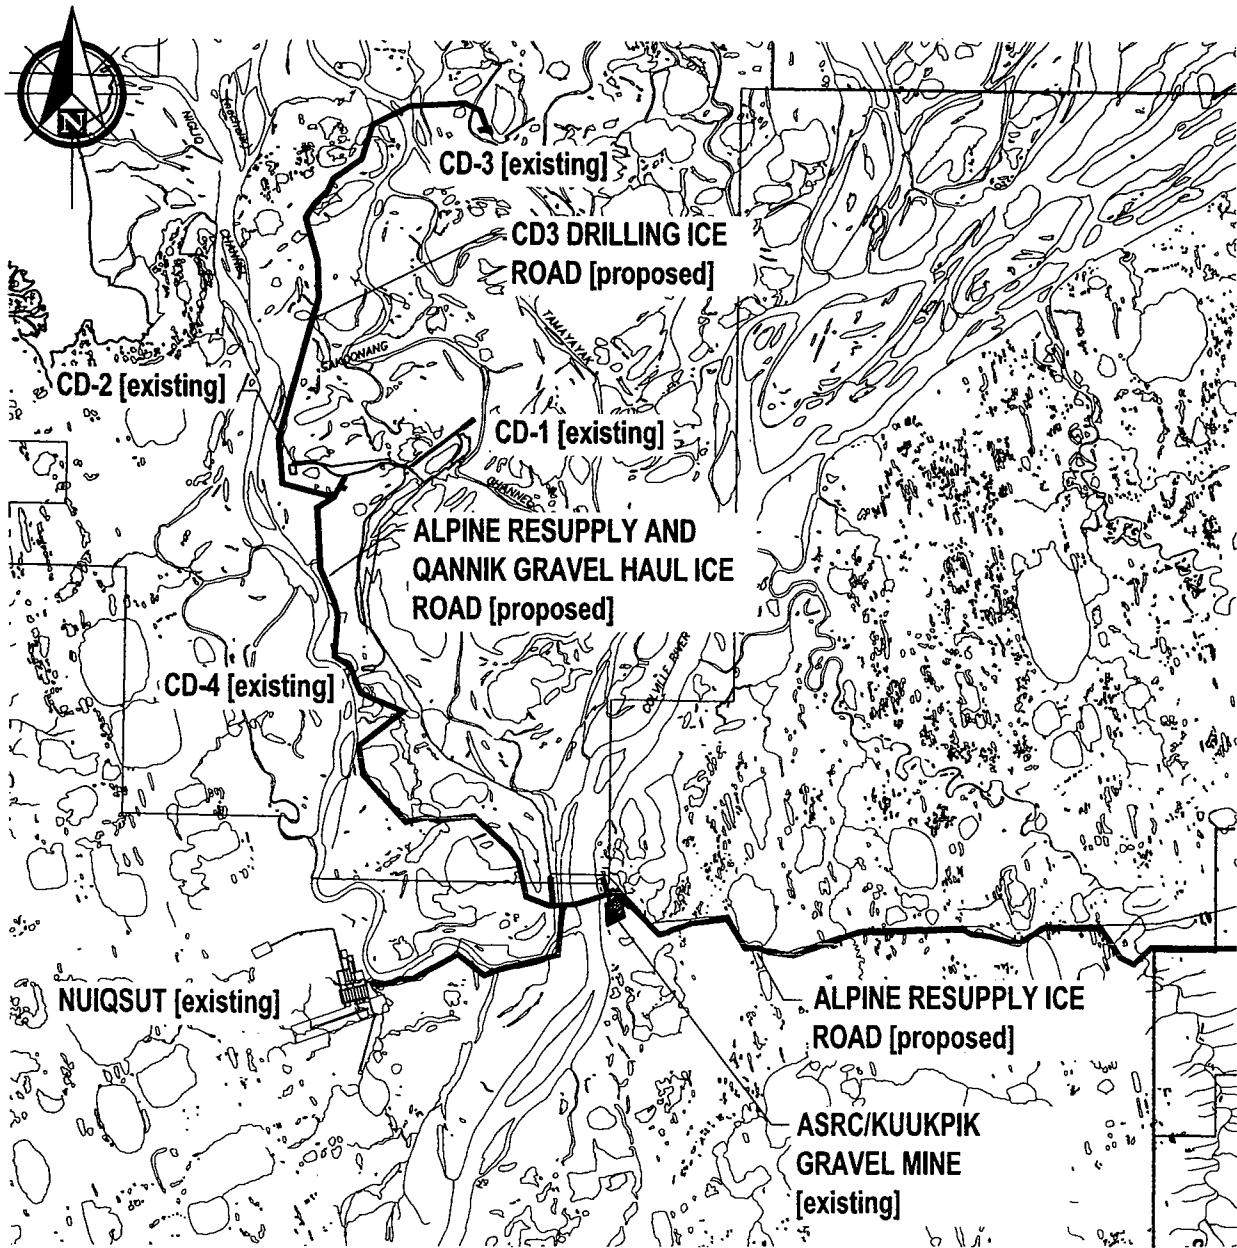 N
NIGLIQ
CHANNEL
CD-3 [existing]
CD3 DRILLING ICE
ROAD [proposed]
TAMAYAYAK
SAKOONANG
CD-2 [existing]
CD-1 [existing]
CHANNEL
ALPINE RESUPPLY AND
QANNIK GRAVEL HAUL ICE
ROAD [proposed]
COLVILLE RIVER
CD-4 [existing]
NUIQSUT [existing]
ALPINE RESUPPLY ICE
ROAD [proposed]
ASRC/KUUKPIK
GRAVEL MINE
[existing]